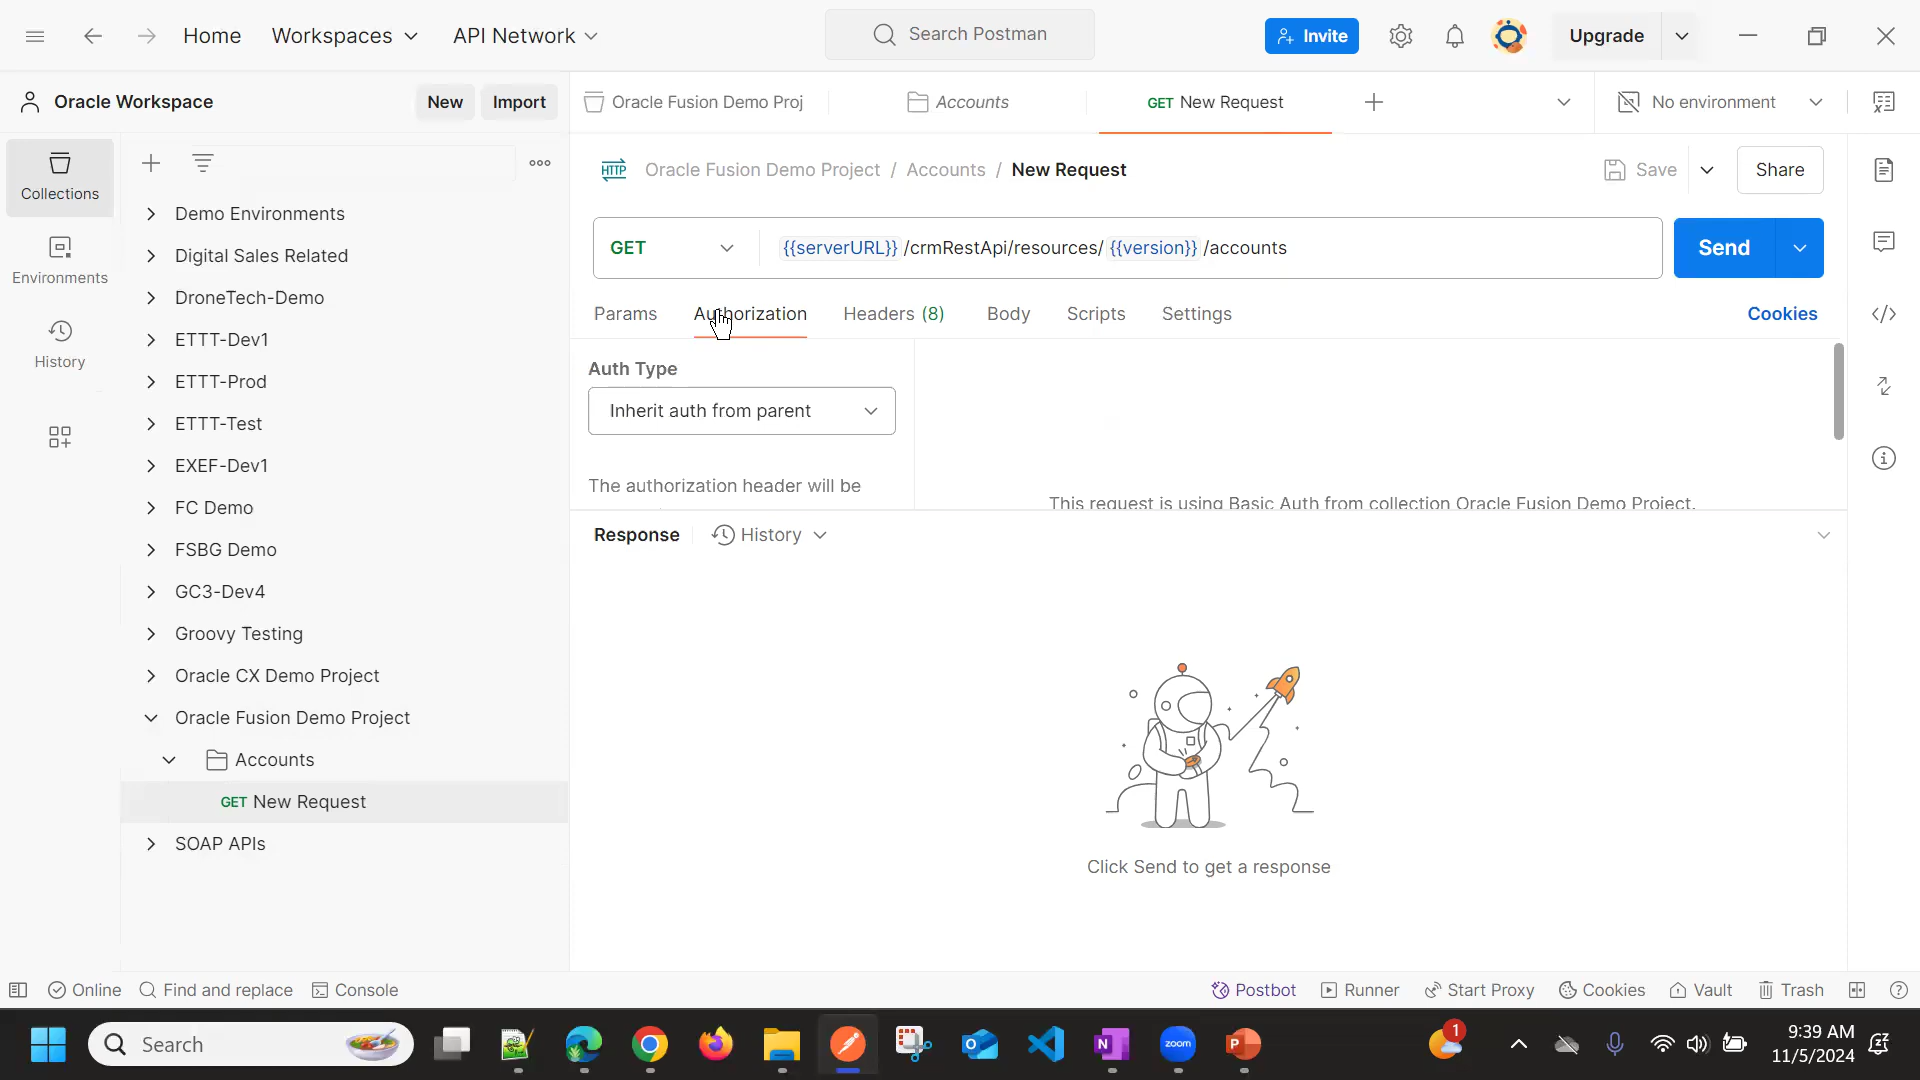 Home
Workspaces
API Network
Search Postman
Invite
Upgrade
Oracle Workspace
New
Import
Oracle Fusion Demo Proj
Accounts
GET New Request
No environment
Collections
Environments
History
Demo Environments
Digital Sales Related
DroneTech-Demo
ETTT-Dev1
ETTT-Prod
ETTT-Test
EXEF-Dev1
FC Demo
FSBG Demo
GC3-Dev4
Groovy Testing
Oracle CX Demo Project
Oracle Fusion Demo Project
Accounts
GET New Request
SOAP APIs
HTTP
Oracle Fusion Demo Project / Accounts / New Request
Save
Share
GET
{{serverURL}} /crmRestApi/resources/ {{version}} /accounts
Send
Params
Authorization
Headers (8)
Body
Scripts
Settings
Cookies
Auth Type
Inherit auth from parent
The authorization header will be
This request is using Basic Auth from collection Oracle Fusion Demo Project.
Response
History
Click Send to get a response
Online
Find and replace
Console
Postbot
Runner
Start Proxy
Cookies
Vault
Trash
Search
zoom
1
9:39 AM
11/5/2024